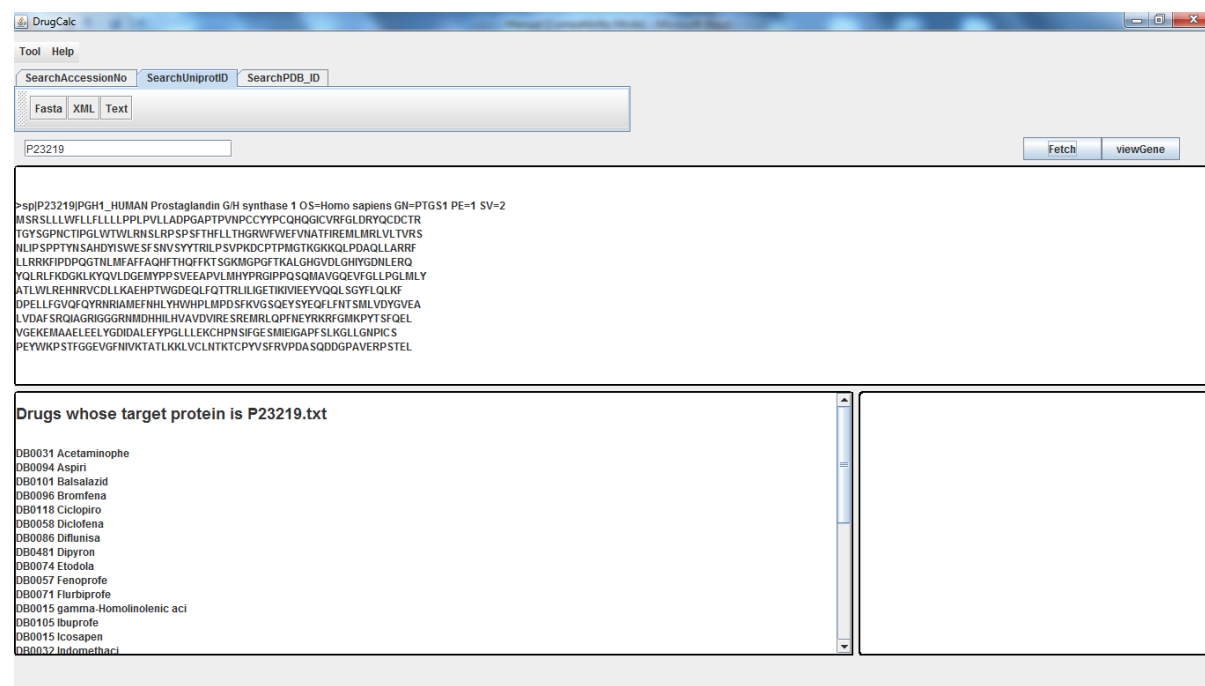 DrugCalc
Tool Help
SearchAccessionNo SearchUniprotID SearchPDB_ID
Fasta XML Text
P23219
Fetch viewGene
>sp|P23219|PGH1_HUMAN Prostaglandin G/H synthase 1 OS=Homo sapiens GN=PTGS1 PE=1 SV=2
MSRSLLLWFLLFLLLLPPLPVLLADPGAPTPVNPCCYYPCQHQGICVRFGLDRYQCDCTR
TGYSGPNCTIPGLWTWLRNSLRPSPSFTHFLLTHGRWFWEFVNATFIREMLMRLVLTVRS
NLIPSPPTYNSAHDYISWESFSNVSYYTRILPSVPKDCPTPMGTKGKKQLPDAQLLARRF
LLRRKFIPDPQGTNLMFAFFAQHFTHQFFKTSGKMGPGFTKALGHGVDLGHIYGDNLERQ
YQLRLFKDGKLKYQVLDGEMYPPSVEEAPVLMHYPRGIPPQSQMAVGQEVFGLLPGLMLY
ATLWLREHNRVCDLLKAEHPTWGDEQLFQTTRLILIGETIKIVIEEYVQQLSGYFLQLKF
DPELLFGVQFQYRNRIAMEFNHLYHWHPLMPDSFKVGSQEYSYEQFLFNTSMLVDYGVEA
LVDAFSRQIAGRIGGGRNMDHHILHVAVDVIRESREMRLQPFNEYRKRFGMKPYTSFQEL
VGEKEMAAELEELYGDIDALEFYPGLLLEKCHPNSIFGESMIEIGAPFSLKGLLGNPICS
PEYWKPSTFGGEVGFNIVKTATLKKLVCLNTKTCPYVSFRVPDASQDDGPAVERPSTEL
Drugs whose target protein is P23219.txt
DB0031 Acetaminophe
DB0094 Aspiri
DB0101 Balsalazid
DB0096 Bromfena
DB0118 Ciclopiro
DB0058 Diclofena
DB0086 Diflunisa
DB0481 Dipyron
DB0074 Etodola
DB0057 Fenoprofe
DB0071 Flurbiprofe
DB0015 gamma-Homolinolenic aci
DB0105 Ibuprofe
DB0015 Icosapen
DB0032 Indomethaci